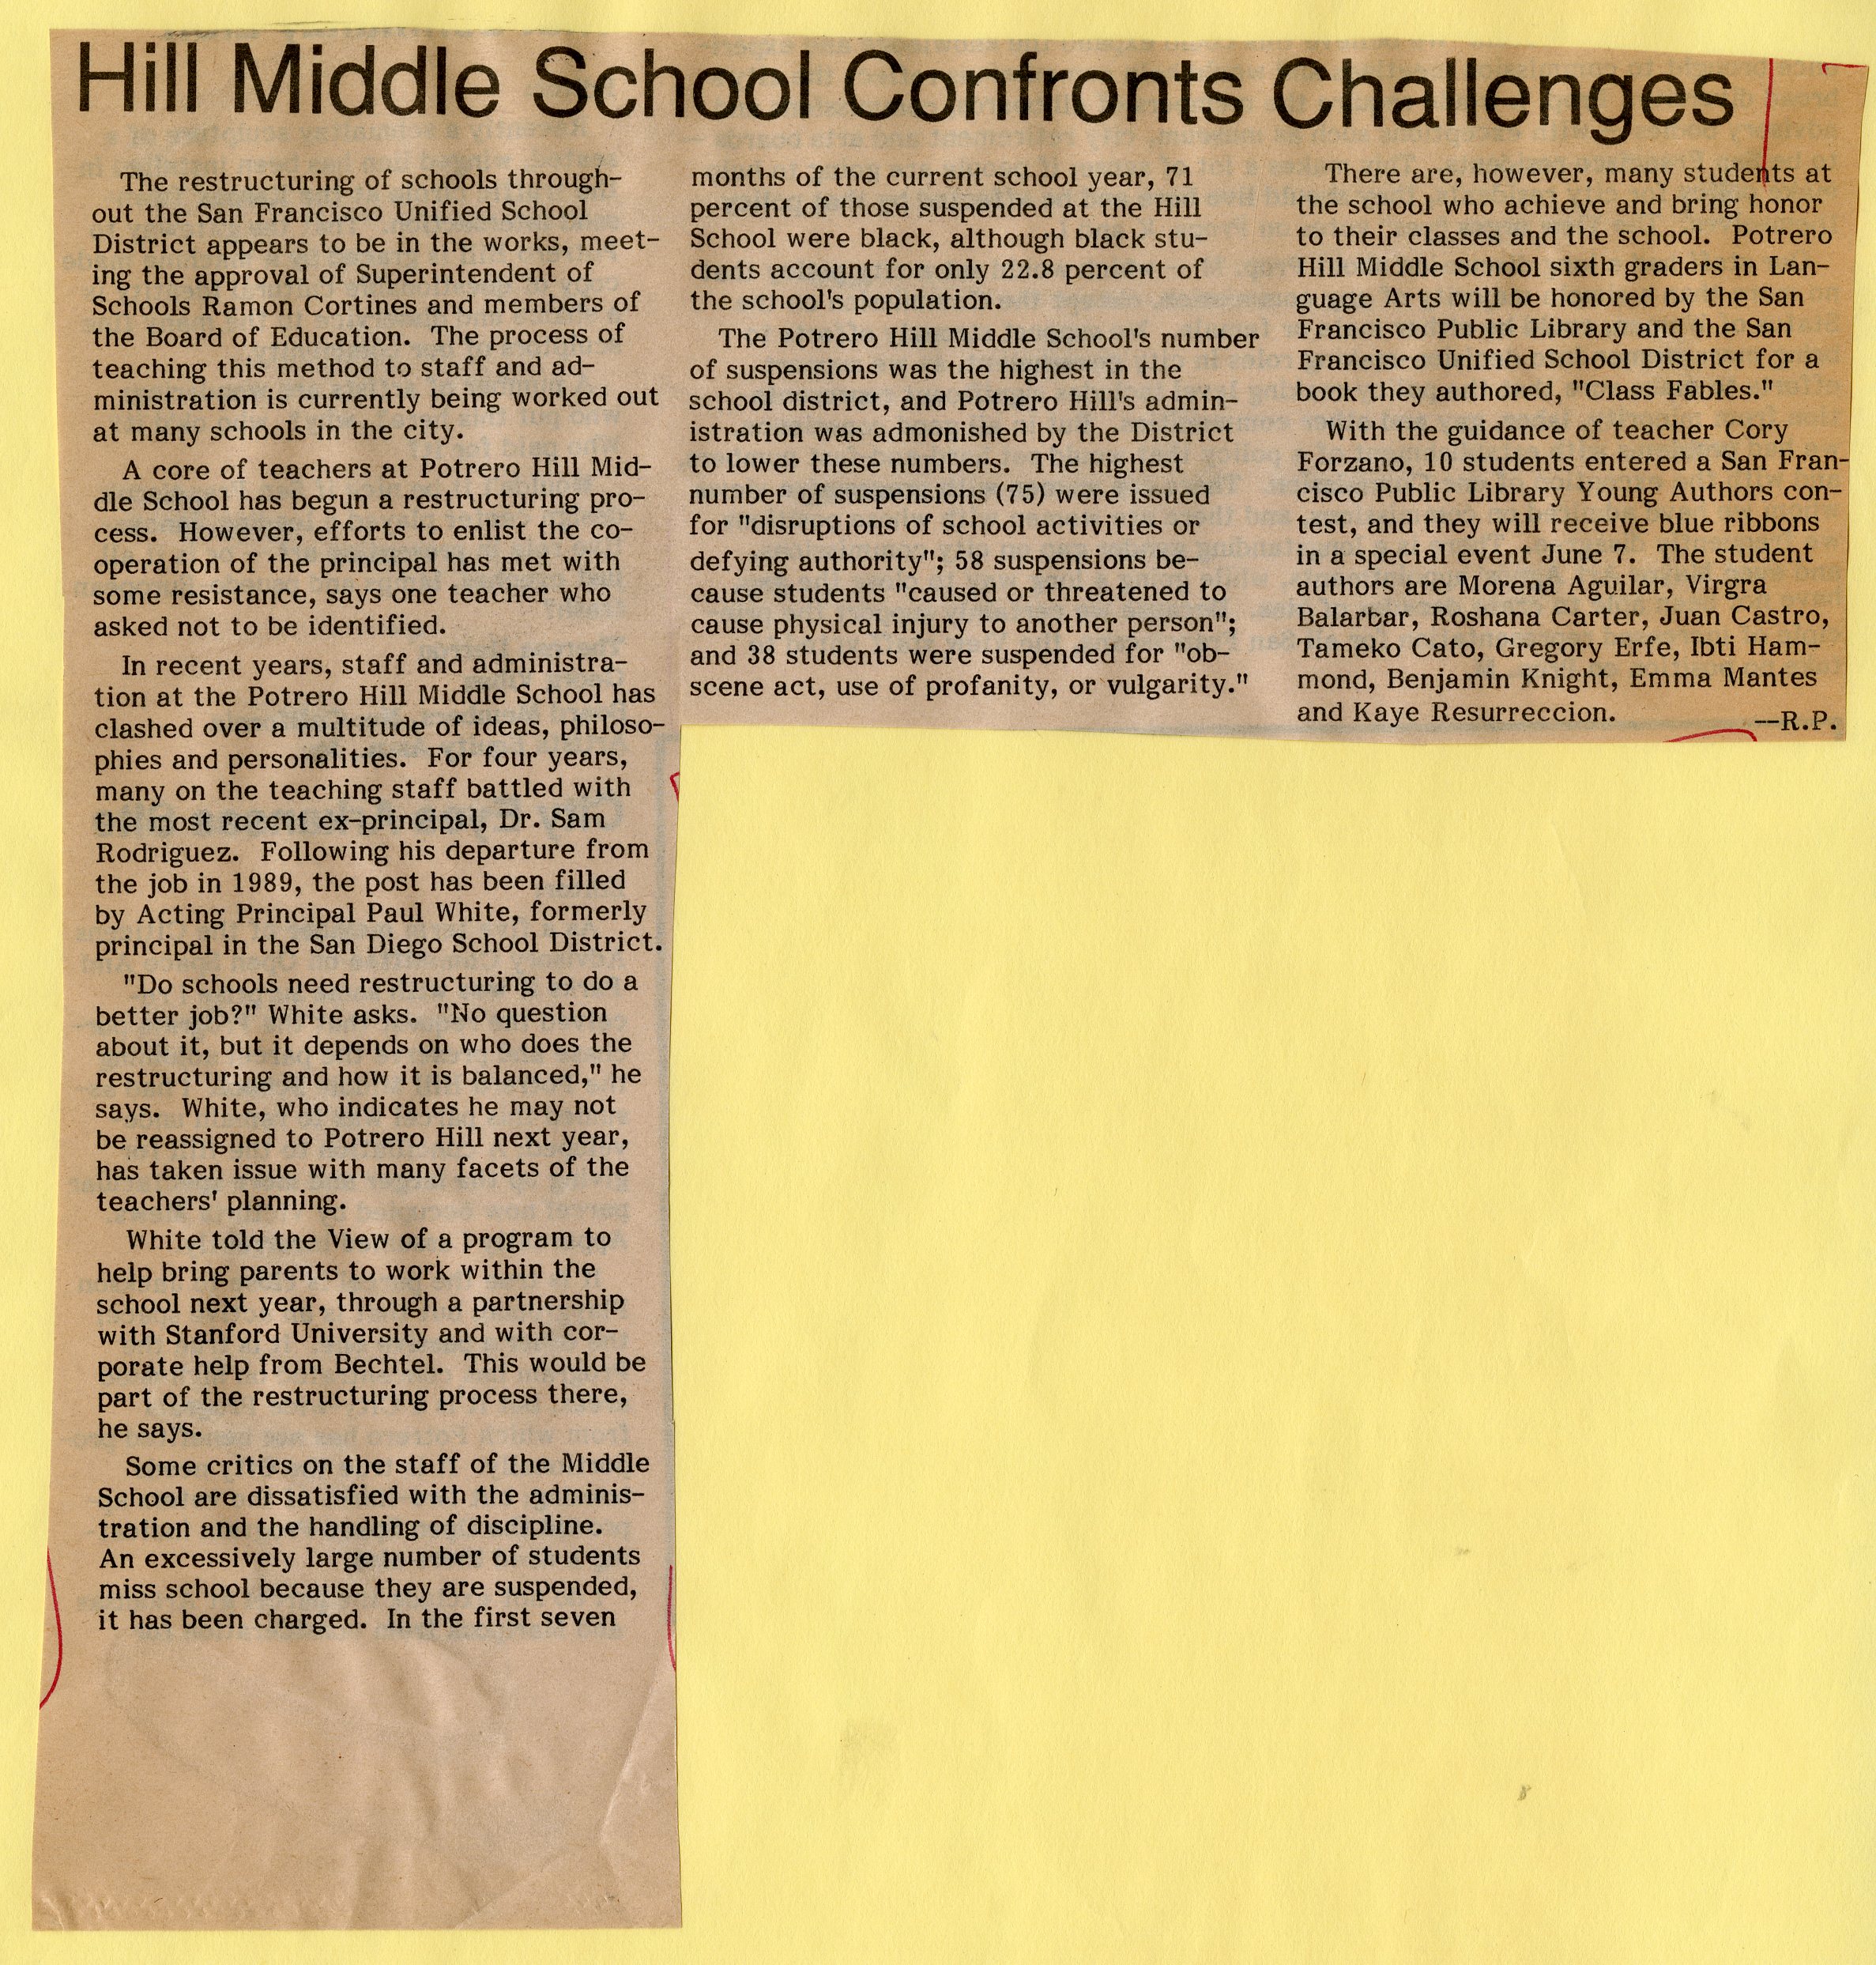 Hill Middle School Confronts Challenges
The restructuring of schools through-
out the San Francisco Unified School
District appears to be in the works, meet-
ing the approval of Superintendent of
Schools Ramon Cortines and members of
the Board of Education.  The process of
teaching this method to staff and ad-
ministration is currently being worked out
at many schools in the city.
A core of teachers at Potrero Hill Mid-
dle School has begun a restructuring pro-
cess.  However, efforts to enlist the co-
operation of the principal has met with
some resistance, says one teacher who
asked not to be identified.
In recent years, staff and administra-
tion at the Potrero Hill Middle School has
clashed over a multitude of ideas, philoso-
phies and personalities.  For four years,
many on the teaching staff battled with
the most recent ex-principal, Dr. Sam
Rodriguez.  Following his departure from
the job in 1989, the post has been filled
by Acting Principal Paul White, formerly
principal in the San Diego School District.
"Do schools need restructuring to do a
better job?" White asks.  "No question
about it, but it depends on who does the
restructuring and how it is balanced," he
says.  White, who indicates he may not
be reassigned to Potrero Hill next year,
has taken issue with many facets of the
teachers' planning.
White told the View of a program to
help bring parents to work within the
school next year, through a partnership
with Stanford University and with cor-
porate help from Bechtel.  This would be
part of the restructuring process there,
he says.
Some critics on the staff of the Middle
School are dissatisfied with the adminis-
tration and the handling of discipline.
An excessively large number of students
miss school because they are suspended,
it has been charged.  In the first seven
months of the current school year, 71
percent of those suspended at the Hill
School were black, although black stu-
dents account for only 22.8 percent of
the school's population.
The Potrero Hill Middle School's number
of suspensions was the highest in the
school district, and Potrero Hill's admin-
istration was admonished by the District
to lower these numbers.  The highest
number of suspensions (75) were issued
for "disruptions of school activities or
defying authority"; 58 suspensions be-
cause students "caused or threatened to
cause physical injury to another person";
and 38 students were suspended for "ob-
scene act, use of profanity, or vulgarity."
There are, however, many students at
the school who achieve and bring honor
to their classes and the school.  Potrero
Hill Middle School sixth graders in Lan-
guage Arts will be honored by the San
Francisco Public Library and the San
Francisco Unified School District for a
book they authored, "Class Fables."
With the guidance of teacher Cory
Forzano, 10 students entered a San Fran-
cisco Public Library Young Authors con-
test, and they will receive blue ribbons
in a special event June 7.  The student
authors are Morena Aguilar, Virgra
Balarbar, Roshana Carter, Juan Castro,
Tameko Cato, Gregory Erfe, Ibti Ham-
mond, Benjamin Knight, Emma Mantes
and Kaye Resurreccion.
--R.P.